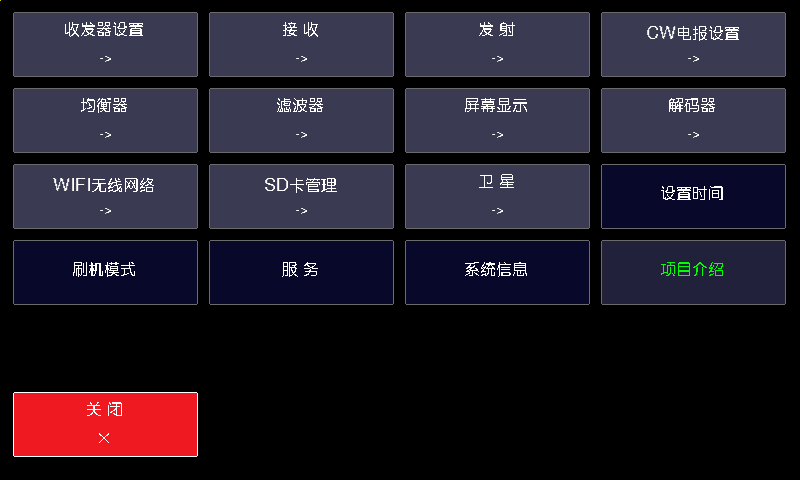 收发器设置
->
接 收
->
发 射
->
CW电报设置
->
均衡器
->
滤波器
->
屏幕显示
->
解码器
->
WIFI无线网络
->
SD卡管理
->
卫 星
->
设置时间
刷机模式
服 务
系统信息
项目介绍
关 闭
×